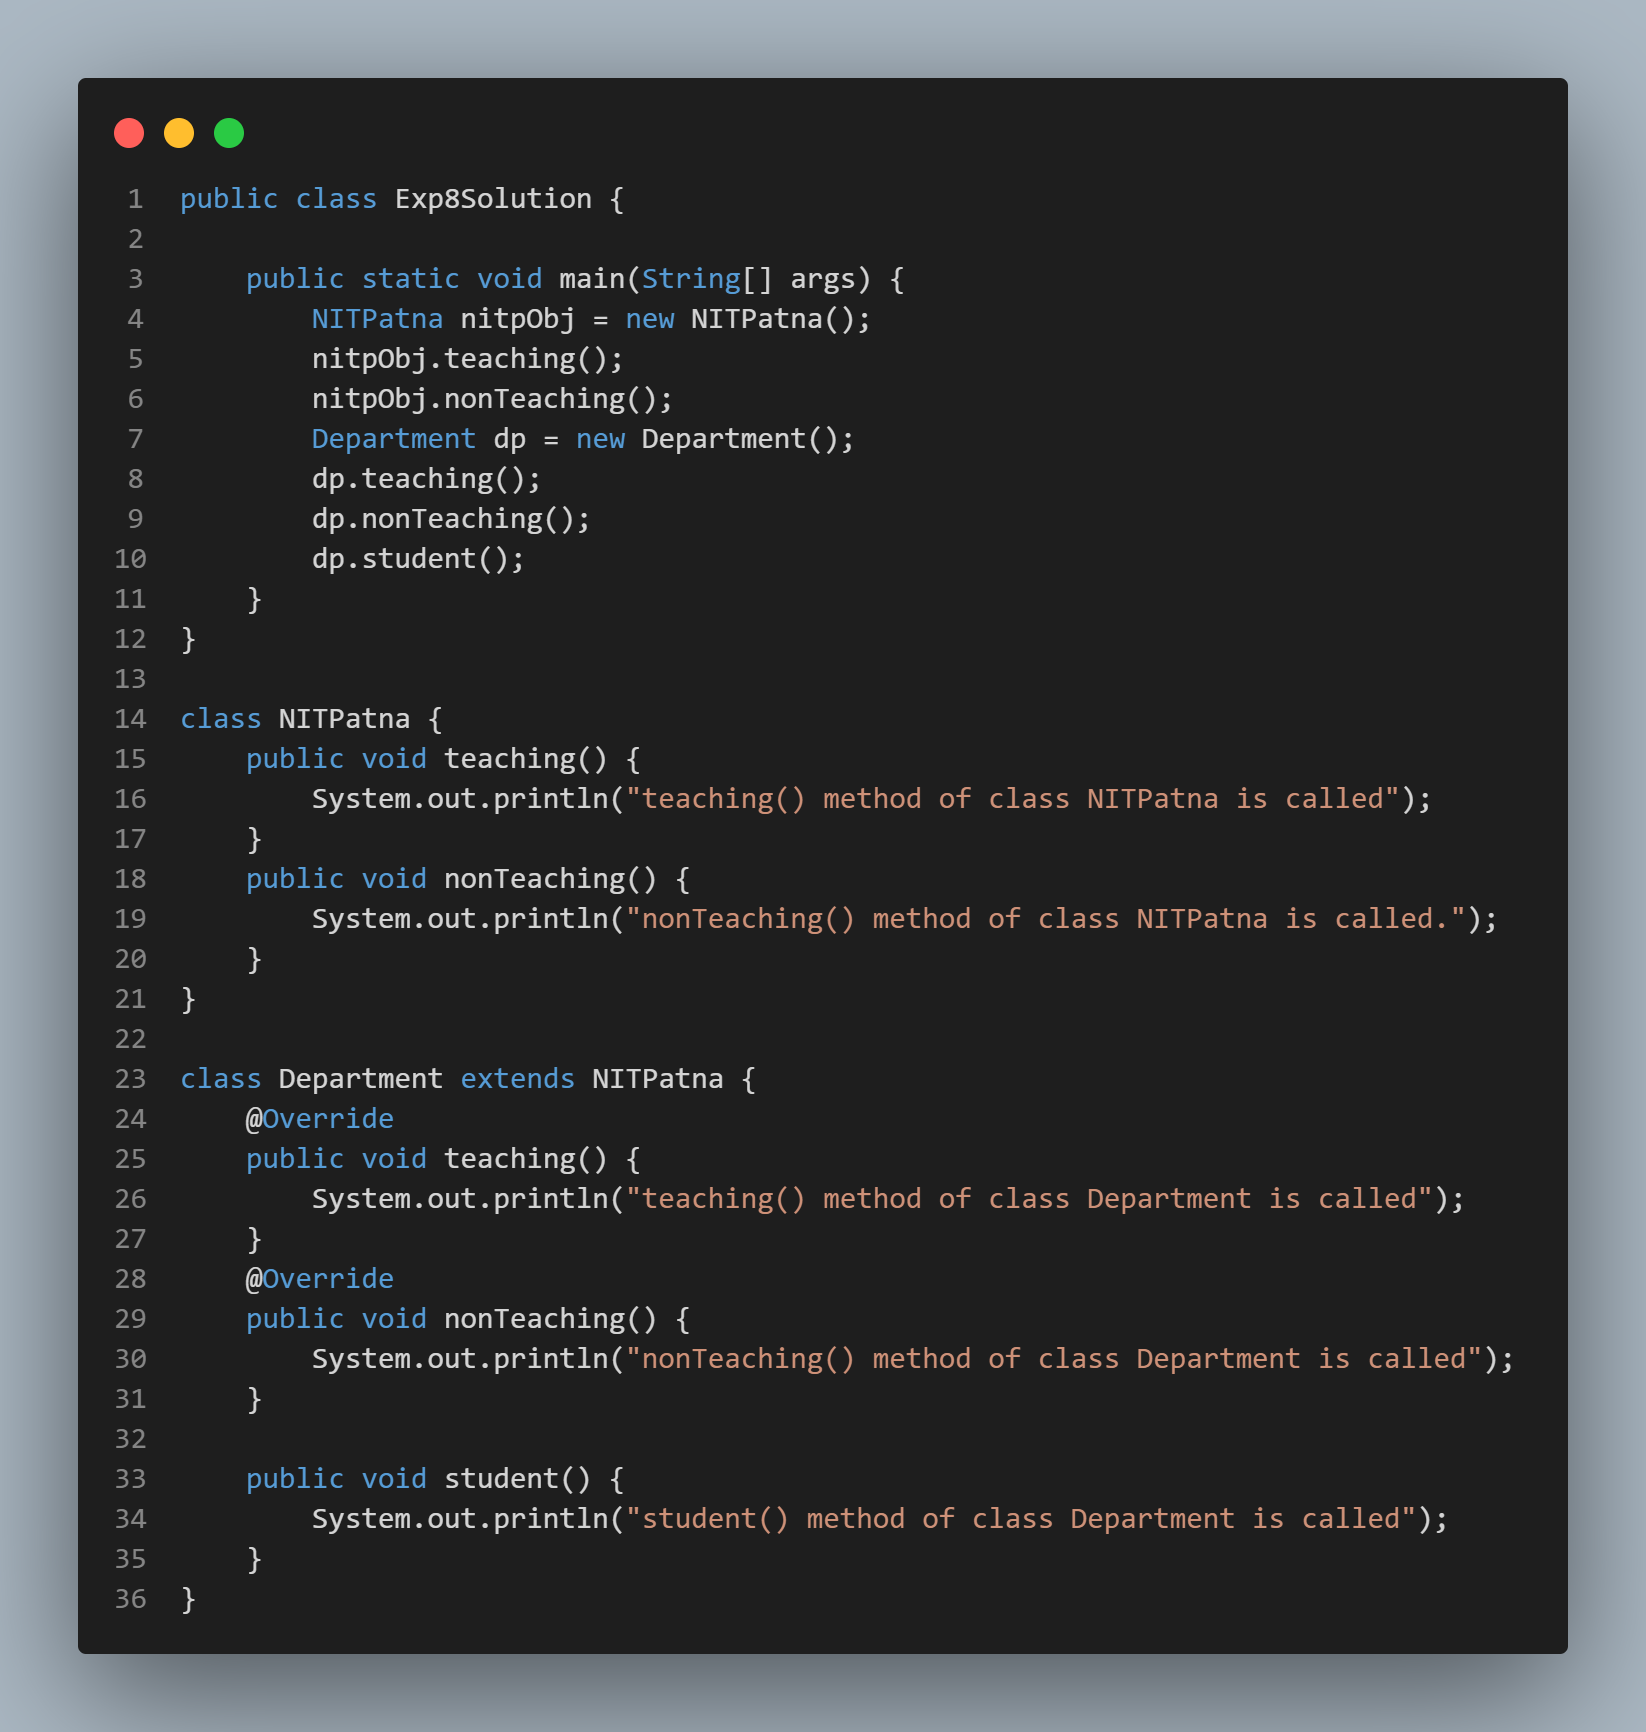 1 public class Exp8Solution {
2
3     public static void main(String[] args) {
4         NITPatna nitpObj = new NITPatna();
5         nitpObj.teaching();
6         nitpObj.nonTeaching();
7         Department dp = new Department();
8         dp.teaching();
9         dp.nonTeaching();
10         dp.student();
11     }
12 }
13
14 class NITPatna {
15     public void teaching() {
16         System.out.println("teaching() method of class NITPatna is called");
17     }
18     public void nonTeaching() {
19         System.out.println("nonTeaching() method of class NITPatna is called.");
20     }
21 }
22
23 class Department extends NITPatna {
24     @Override
25     public void teaching() {
26         System.out.println("teaching() method of class Department is called");
27     }
28     @Override
29     public void nonTeaching() {
30         System.out.println("nonTeaching() method of class Department is called");
31     }
32
33     public void student() {
34         System.out.println("student() method of class Department is called");
35     }
36 }